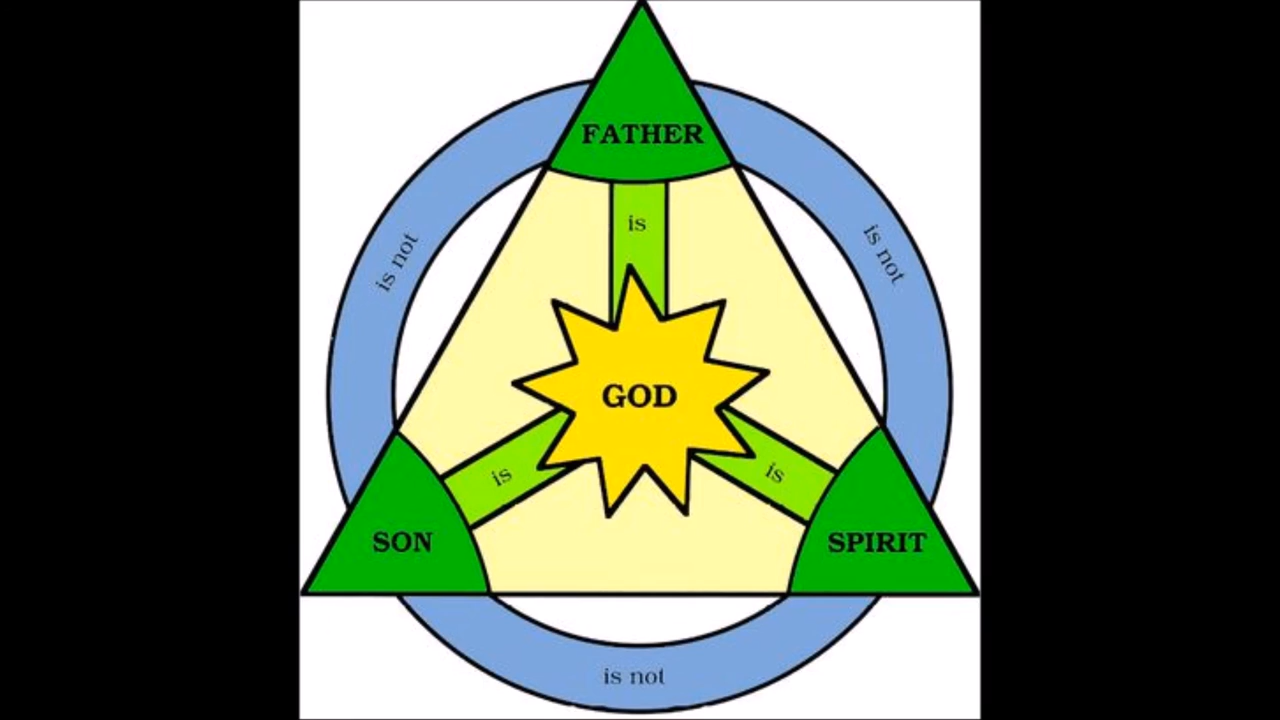 FATHER
is
is not
is not
GOD
is
is
SON
SPIRIT
is not